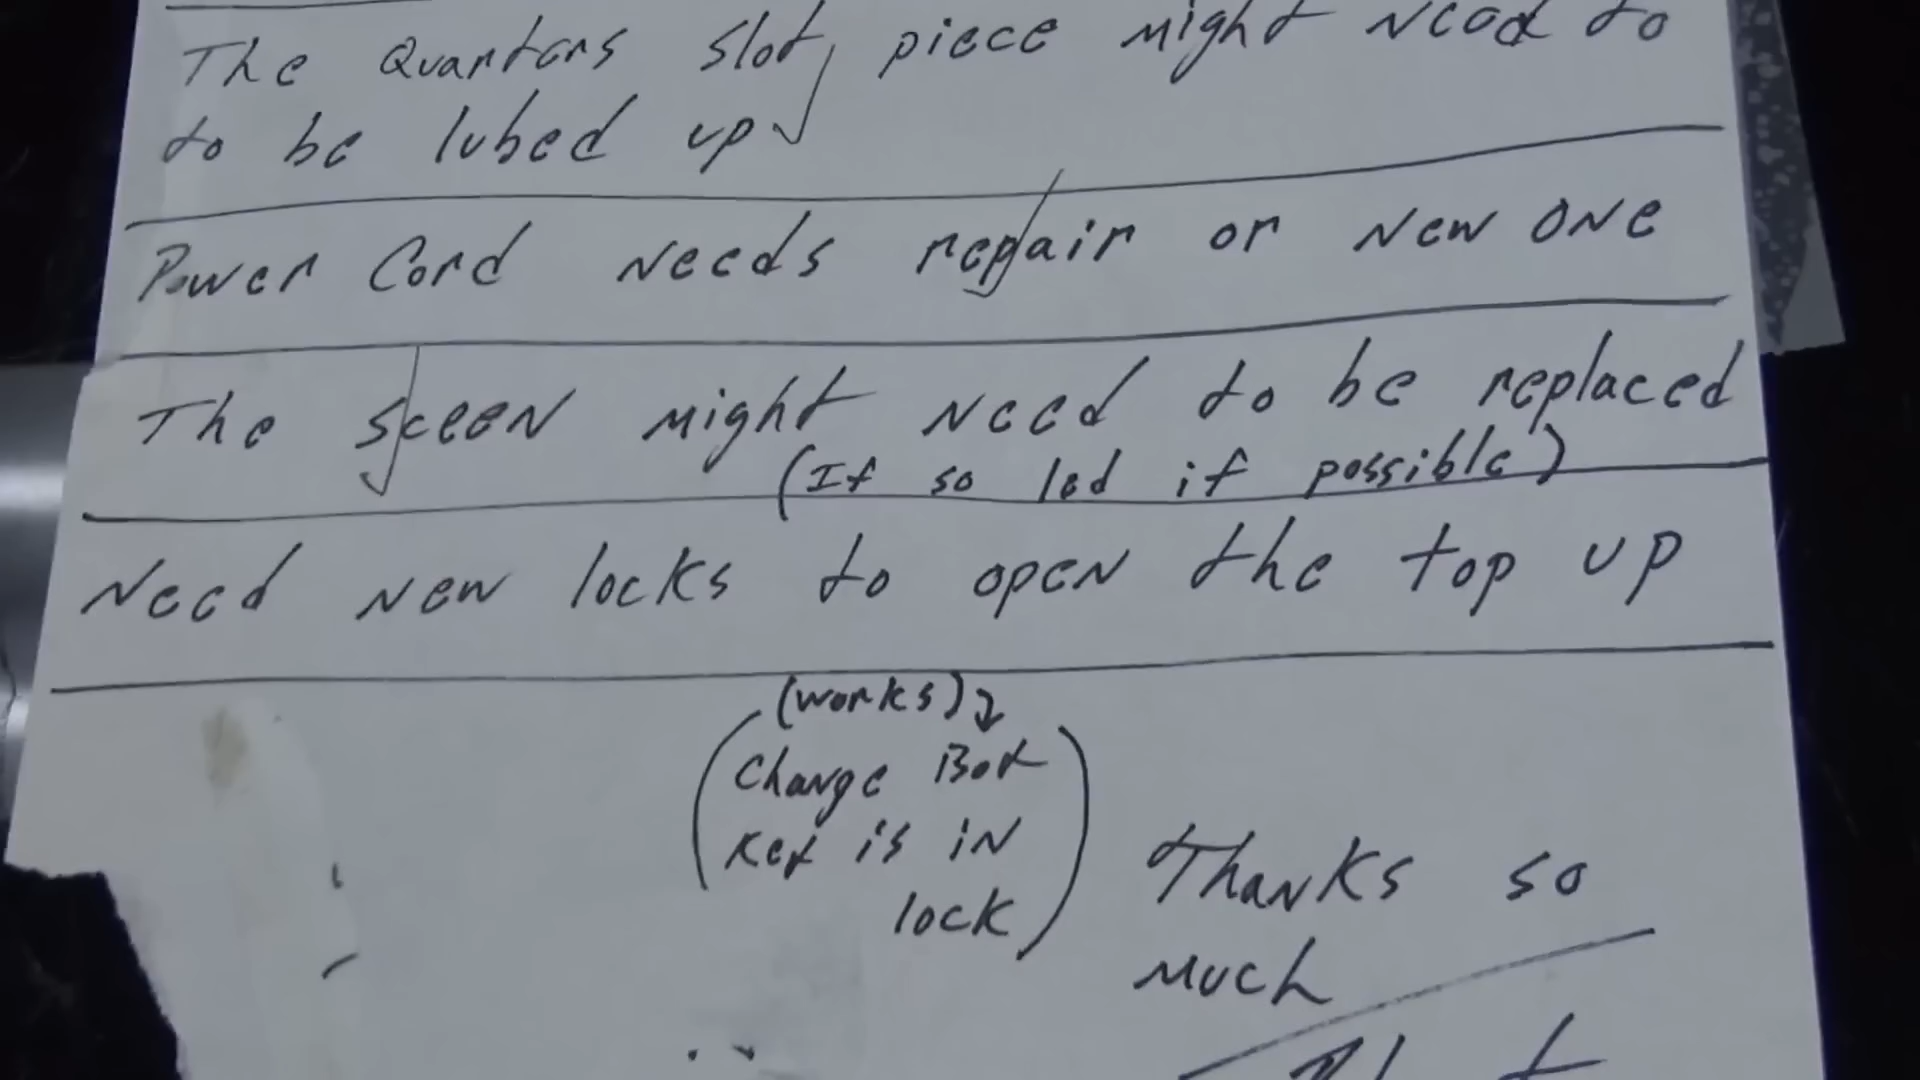 The Quarters slot piece might need to
to be lubed up
Power Cord needs repair or new one
The sceen might need to be replaced
(If so led if possible)
Need new locks to open the top up
(works)
Change Box
Key is in
lock
Thanks so
much